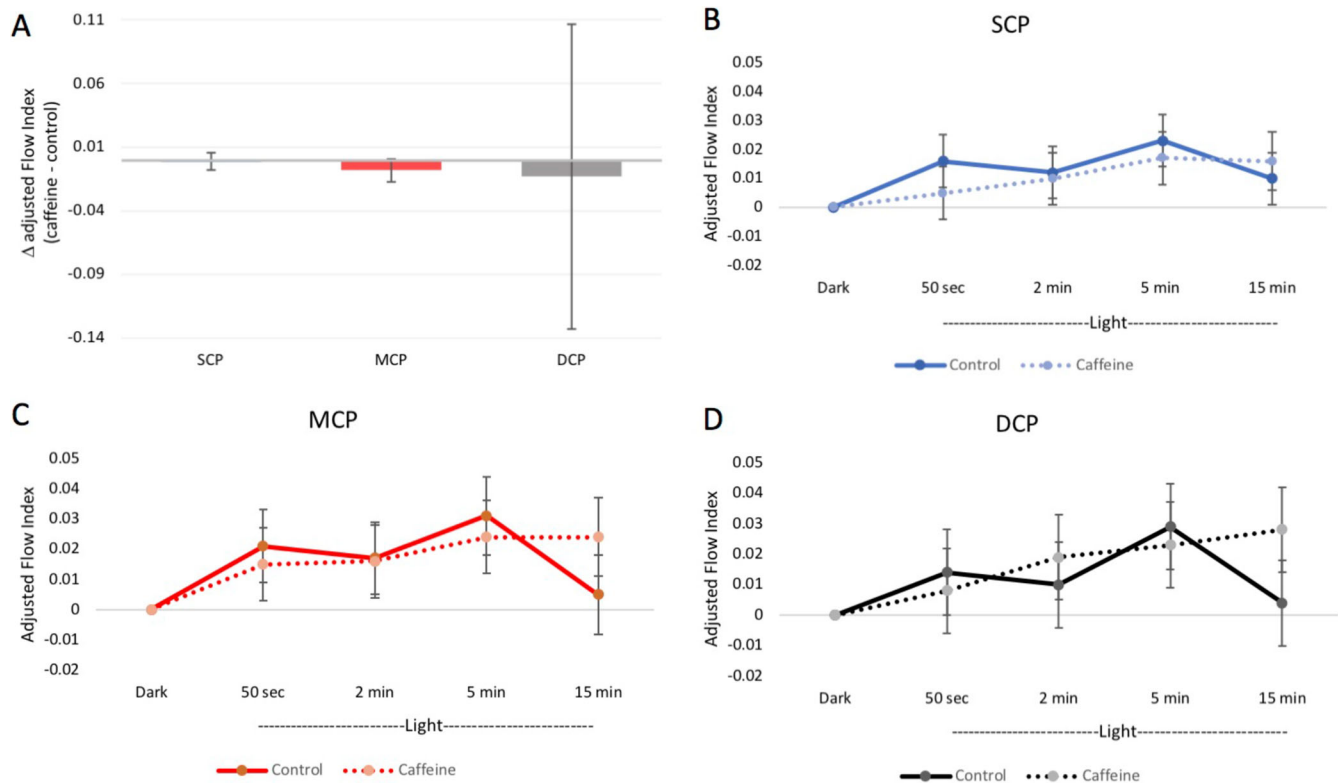 A
0.11
0.06
0.01
-0.04
-0.09
-0.14
Δ adjusted Flow Index
(caffeine - control)
SCP MCP DCP
B
SCP
0.05
0.04
0.03
0.02
0.01
0
-0.01
-0.02
Adjusted Flow Index
Dark 50 sec 2 min 5 min 15 min
-----------------------Light-----------------------
Control Caffeine
C
MCP
0.05
0.04
0.03
0.02
0.01
0
-0.01
-0.02
Adjusted Flow Index
Dark 50 sec 2 min 5 min 15 min
-----------------------Light-----------------------
Control Caffeine
D
DCP
0.05
0.04
0.03
0.02
0.01
0
-0.01
-0.02
Adjusted Flow Index
Dark 50 sec 2 min 5 min 15 min
-----------------------Light-----------------------
Control Caffeine